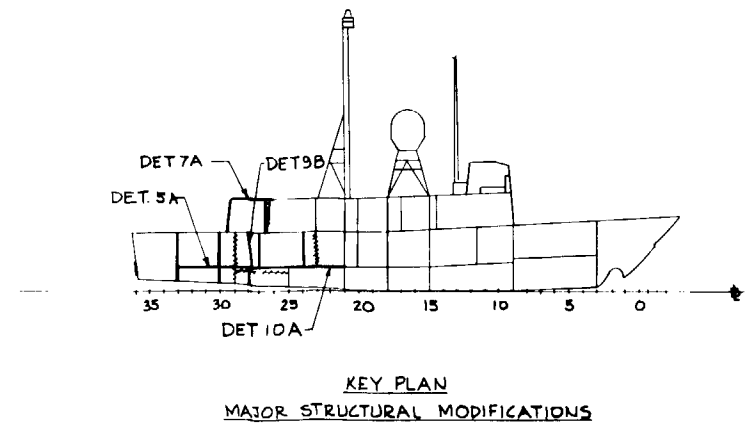 DET 7A
DET 9B
DET. 5A
35 30 25 20 15 10 5 0
DET 10A
KEY PLAN
MAJOR STRUCTURAL MODIFICATIONS